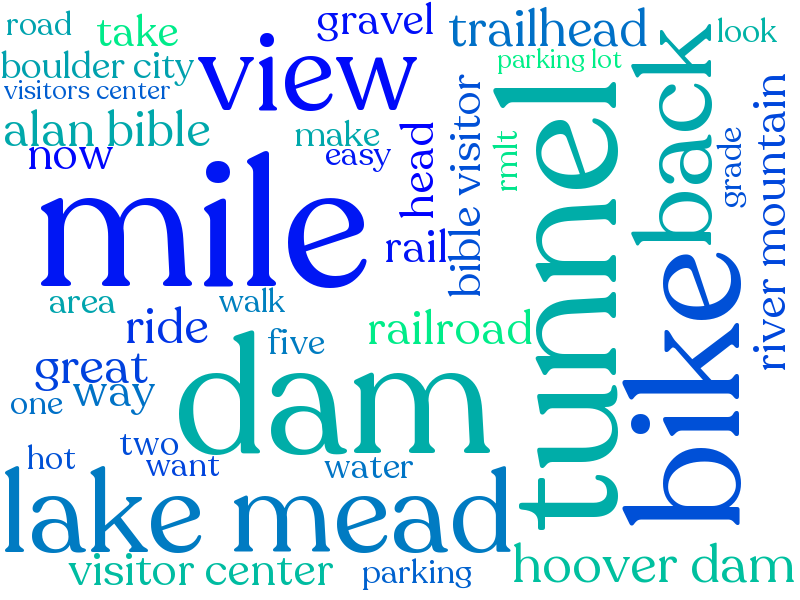 road
take
gravel
trailhead
look
boulder city
view
parking lot
visitors center
alan bible
make
now
easy
head
bible visitor
rmlt
tunnel
back
grade
river mountain
mile
rail
bike
area
walk
ride
five
railroad
great
way
dam
one
two
hot
want
water
lake mead
visitor center
parking
hoover dam